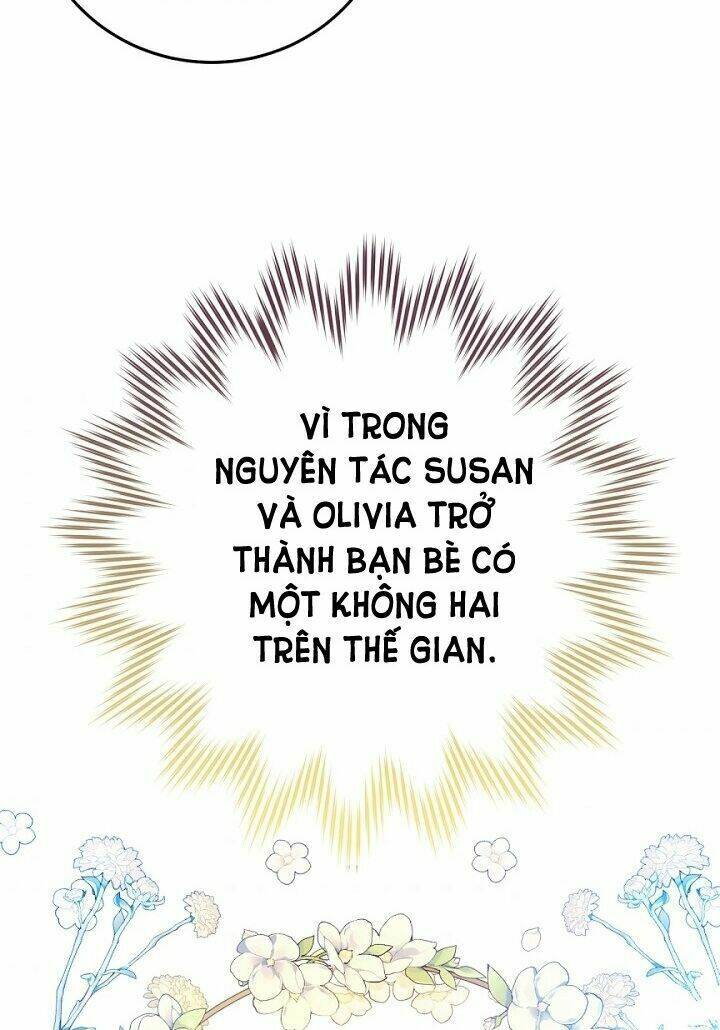 VÌ TRONG
NGUYÊN TÁC SUSAN
VÀ OLIVIA TRỞ
THÀNH BẠN BÈ CÓ
MỘT KHÔNG HAI
TRÊN THẾ GIAN.